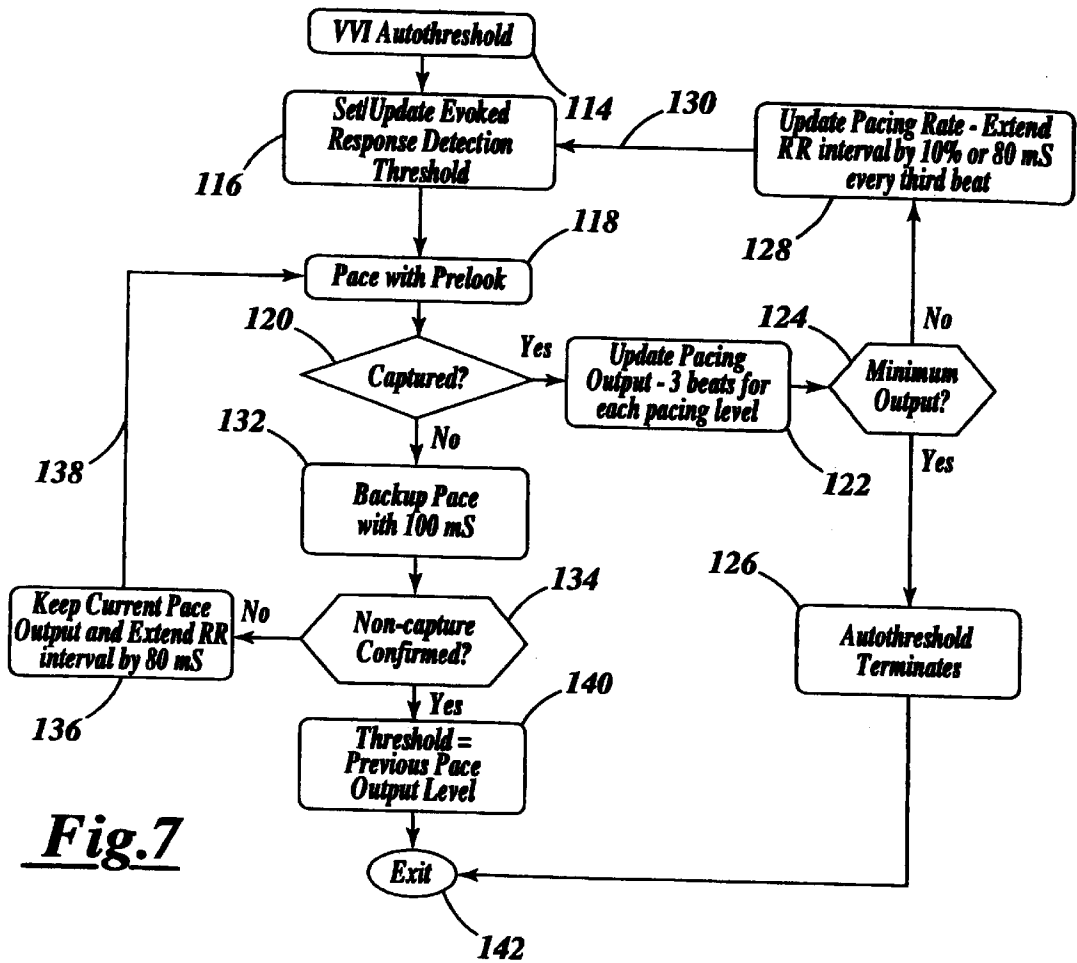 VVI Autothreshold
114
Set/Update Evoked
Response Detection
Threshold
116
130
Update Pacing Rate - Extend
RR interval by 10% or 80 mS
every third beat
128
118
Pace with Prelook
120
Captured?
Yes
Update Pacing
Output - 3 beats for
each pacing level
122
124
No
Minimum
Output?
Yes
No
132
Backup Pace
with 100 mS
138
134
Non-capture
Confirmed?
No
Keep Current Pace
Output and Extend RR
interval by 80 mS
136
126
Autothreshold
Terminates
Yes
140
Threshold =
Previous Pace
Output Level
Fig.7
Exit
142